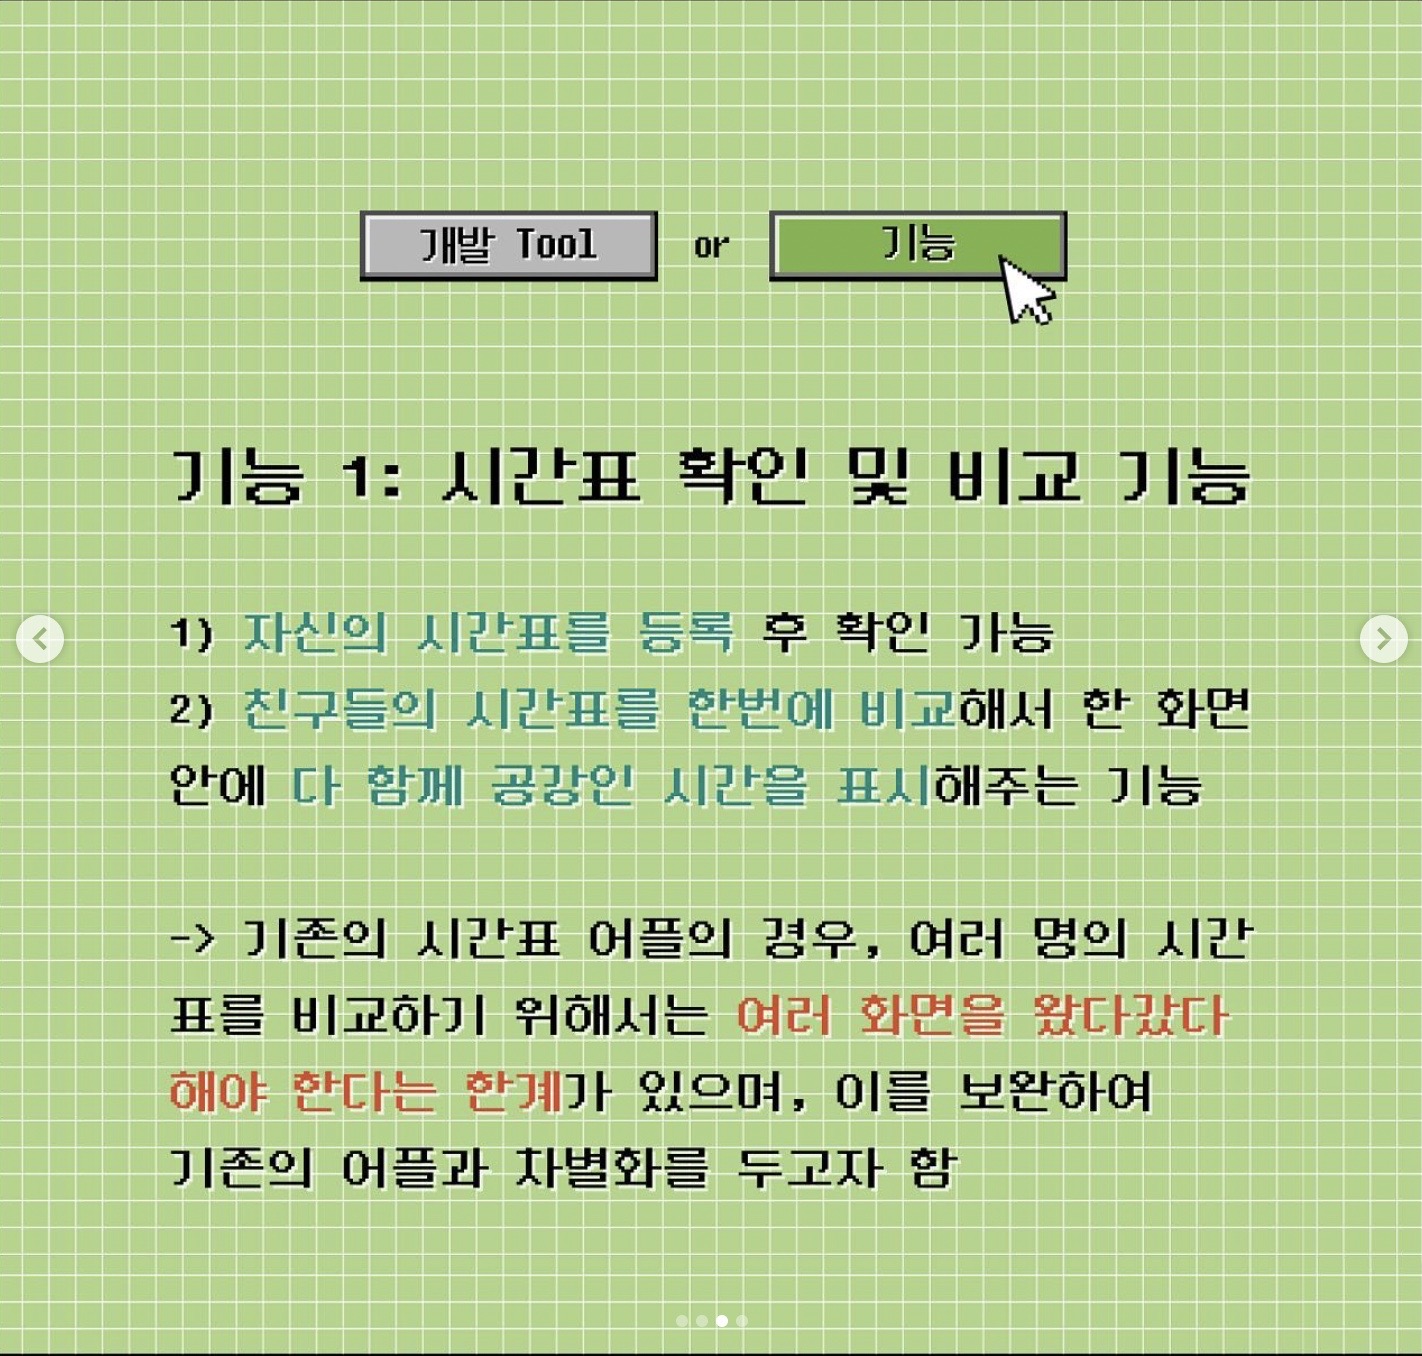 개발 Tool or 기능
기능 1: 시간표 확인 및 비교 기능
1) 자신의 시간표를 등록 후 확인 가능
2) 친구들의 시간표를 한번에 비교해서 한 화면
안에 다 함께 공강인 시간을 표시해주는 기능
-> 기존의 시간표 어플의 경우, 여러 명의 시간
표를 비교하기 위해서는 여러 화면을 왔다갔다
해야 한다는 한계가 있으며, 이를 보완하여
기존의 어플과 차별화를 두고자 함